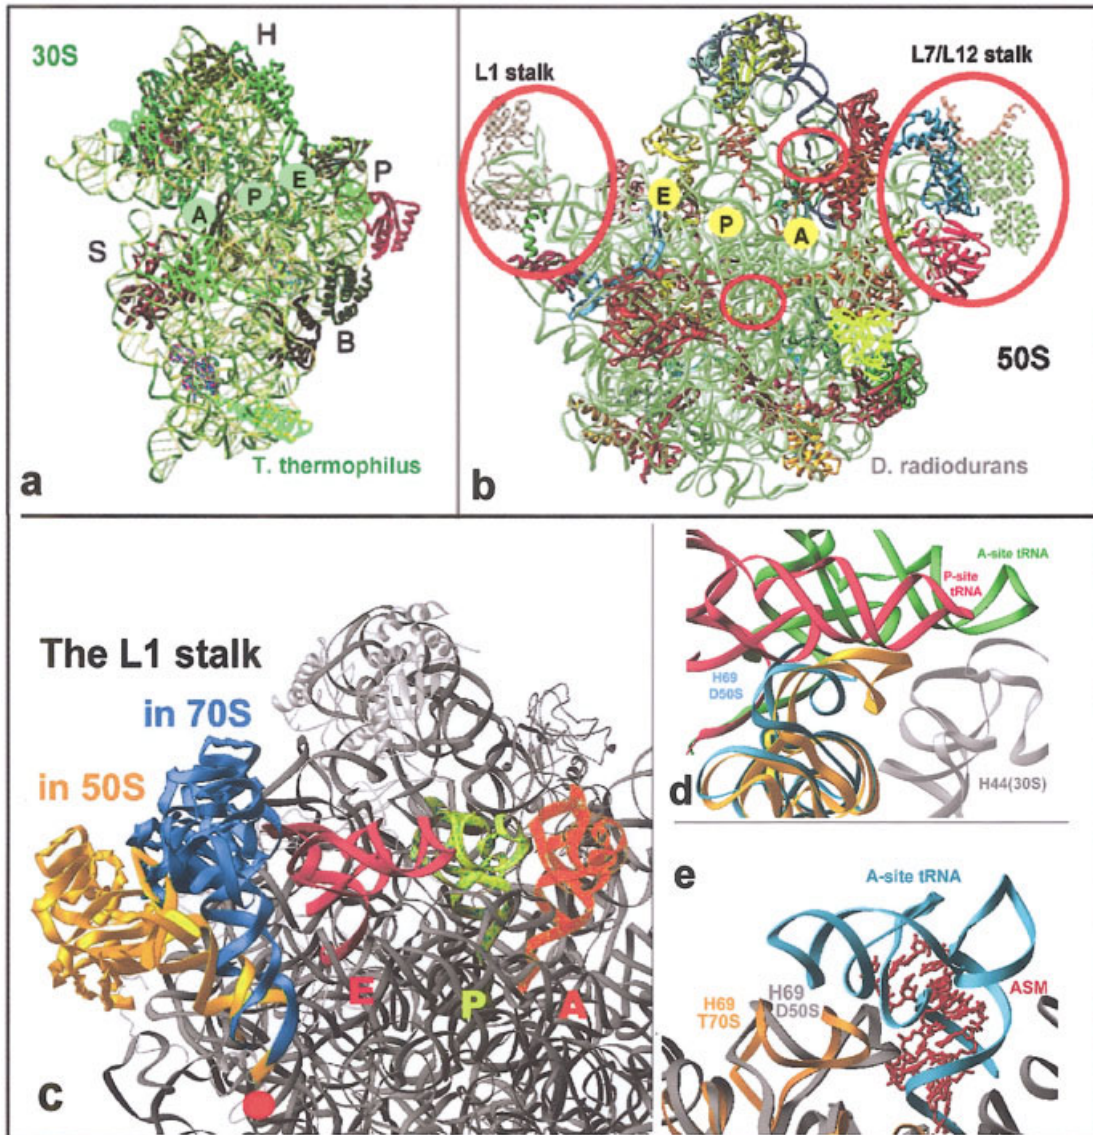 30S
H
P
E
P
A
S
B
T. thermophilus
a
L1 stalk
L7/L12 stalk
E
P
A
50S
D. radiodurans
b
The L1 stalk
in 70S
in 50S
E
P
A
c
A-site tRNA
P-site
tRNA
H69
D50S
H44(30S)
d
e
A-site tRNA
ASM
H69
D50S
H69
T70S